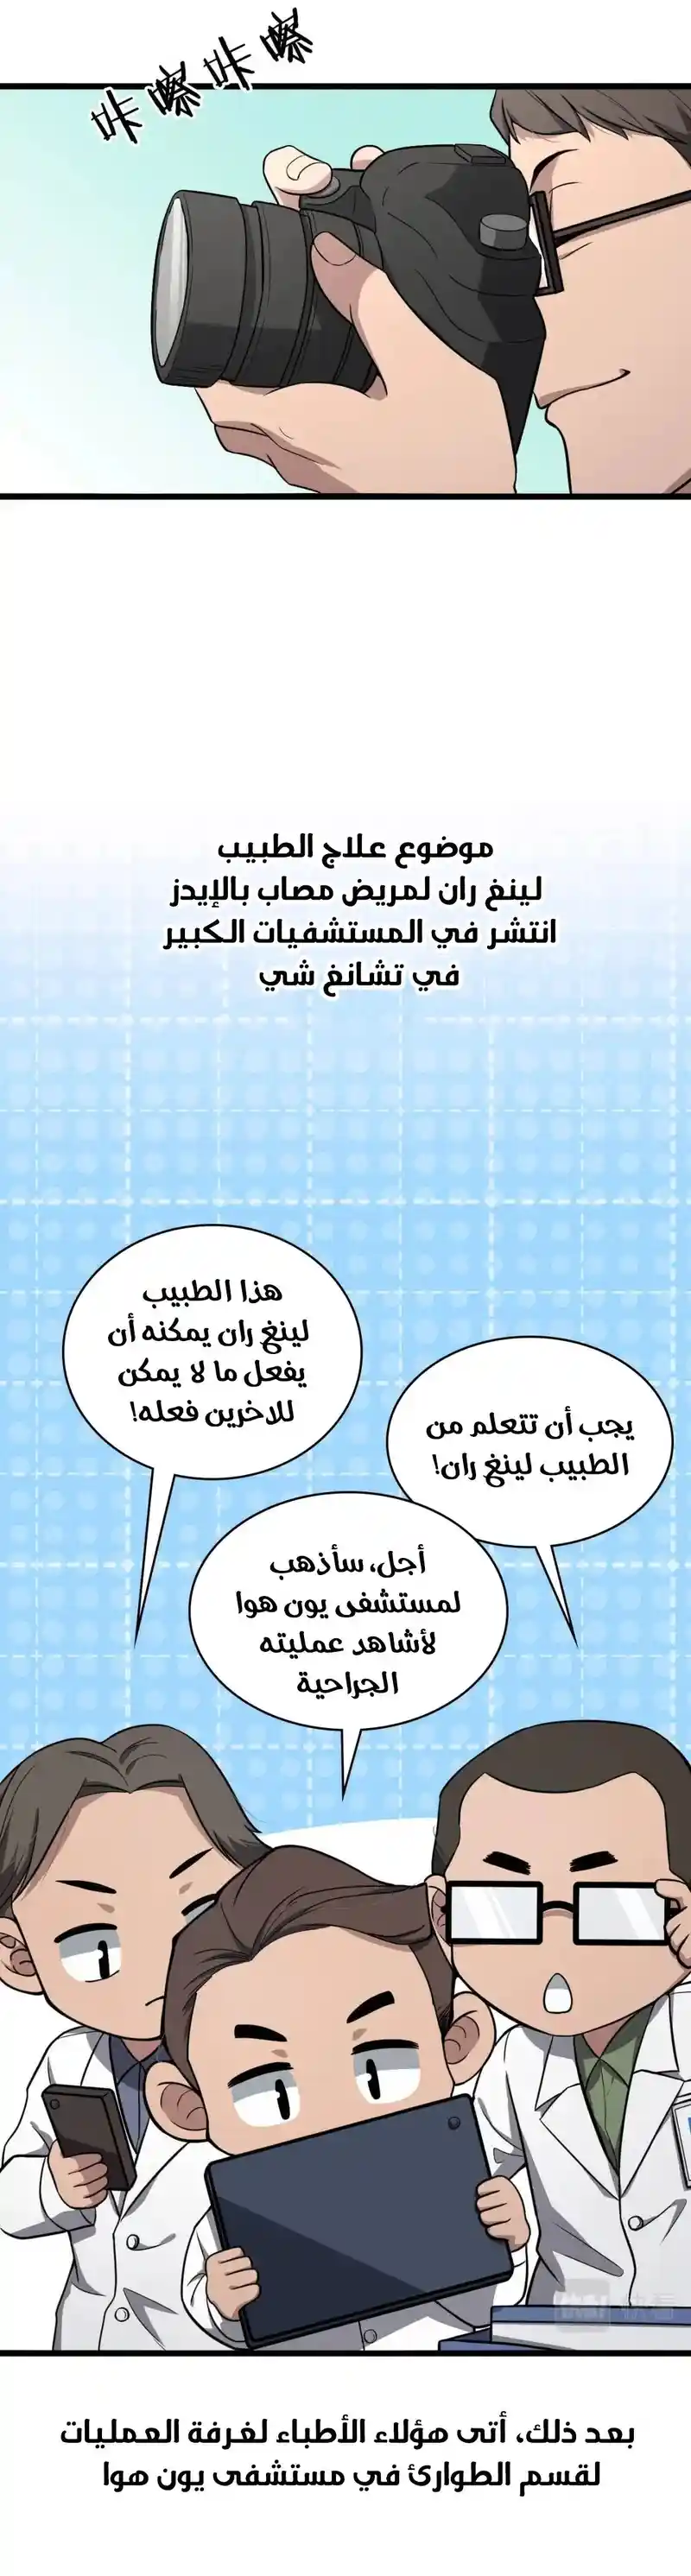 咔嚓咔嚓
موضوع علاج الطبيب
لينغ ران لمريض مصاب بالإيدز
انتشر في المستشفيات الكبير
في تشانغ شي
هذا الطبيب
لينغ ران يمكنه أن
يفعل ما لا يمكن
للاخرين فعله!
يجب أن تتعلم من
الطبيب لينغ ران!
أجل، سأذهب
لمستشفى يون هوا
لأشاهد عمليته
الجراحية
快看
بعد ذلك، أتى هؤلاء الأطباء لغرفة العمليات
لقسم الطوارئ في مستشفى يون هوا